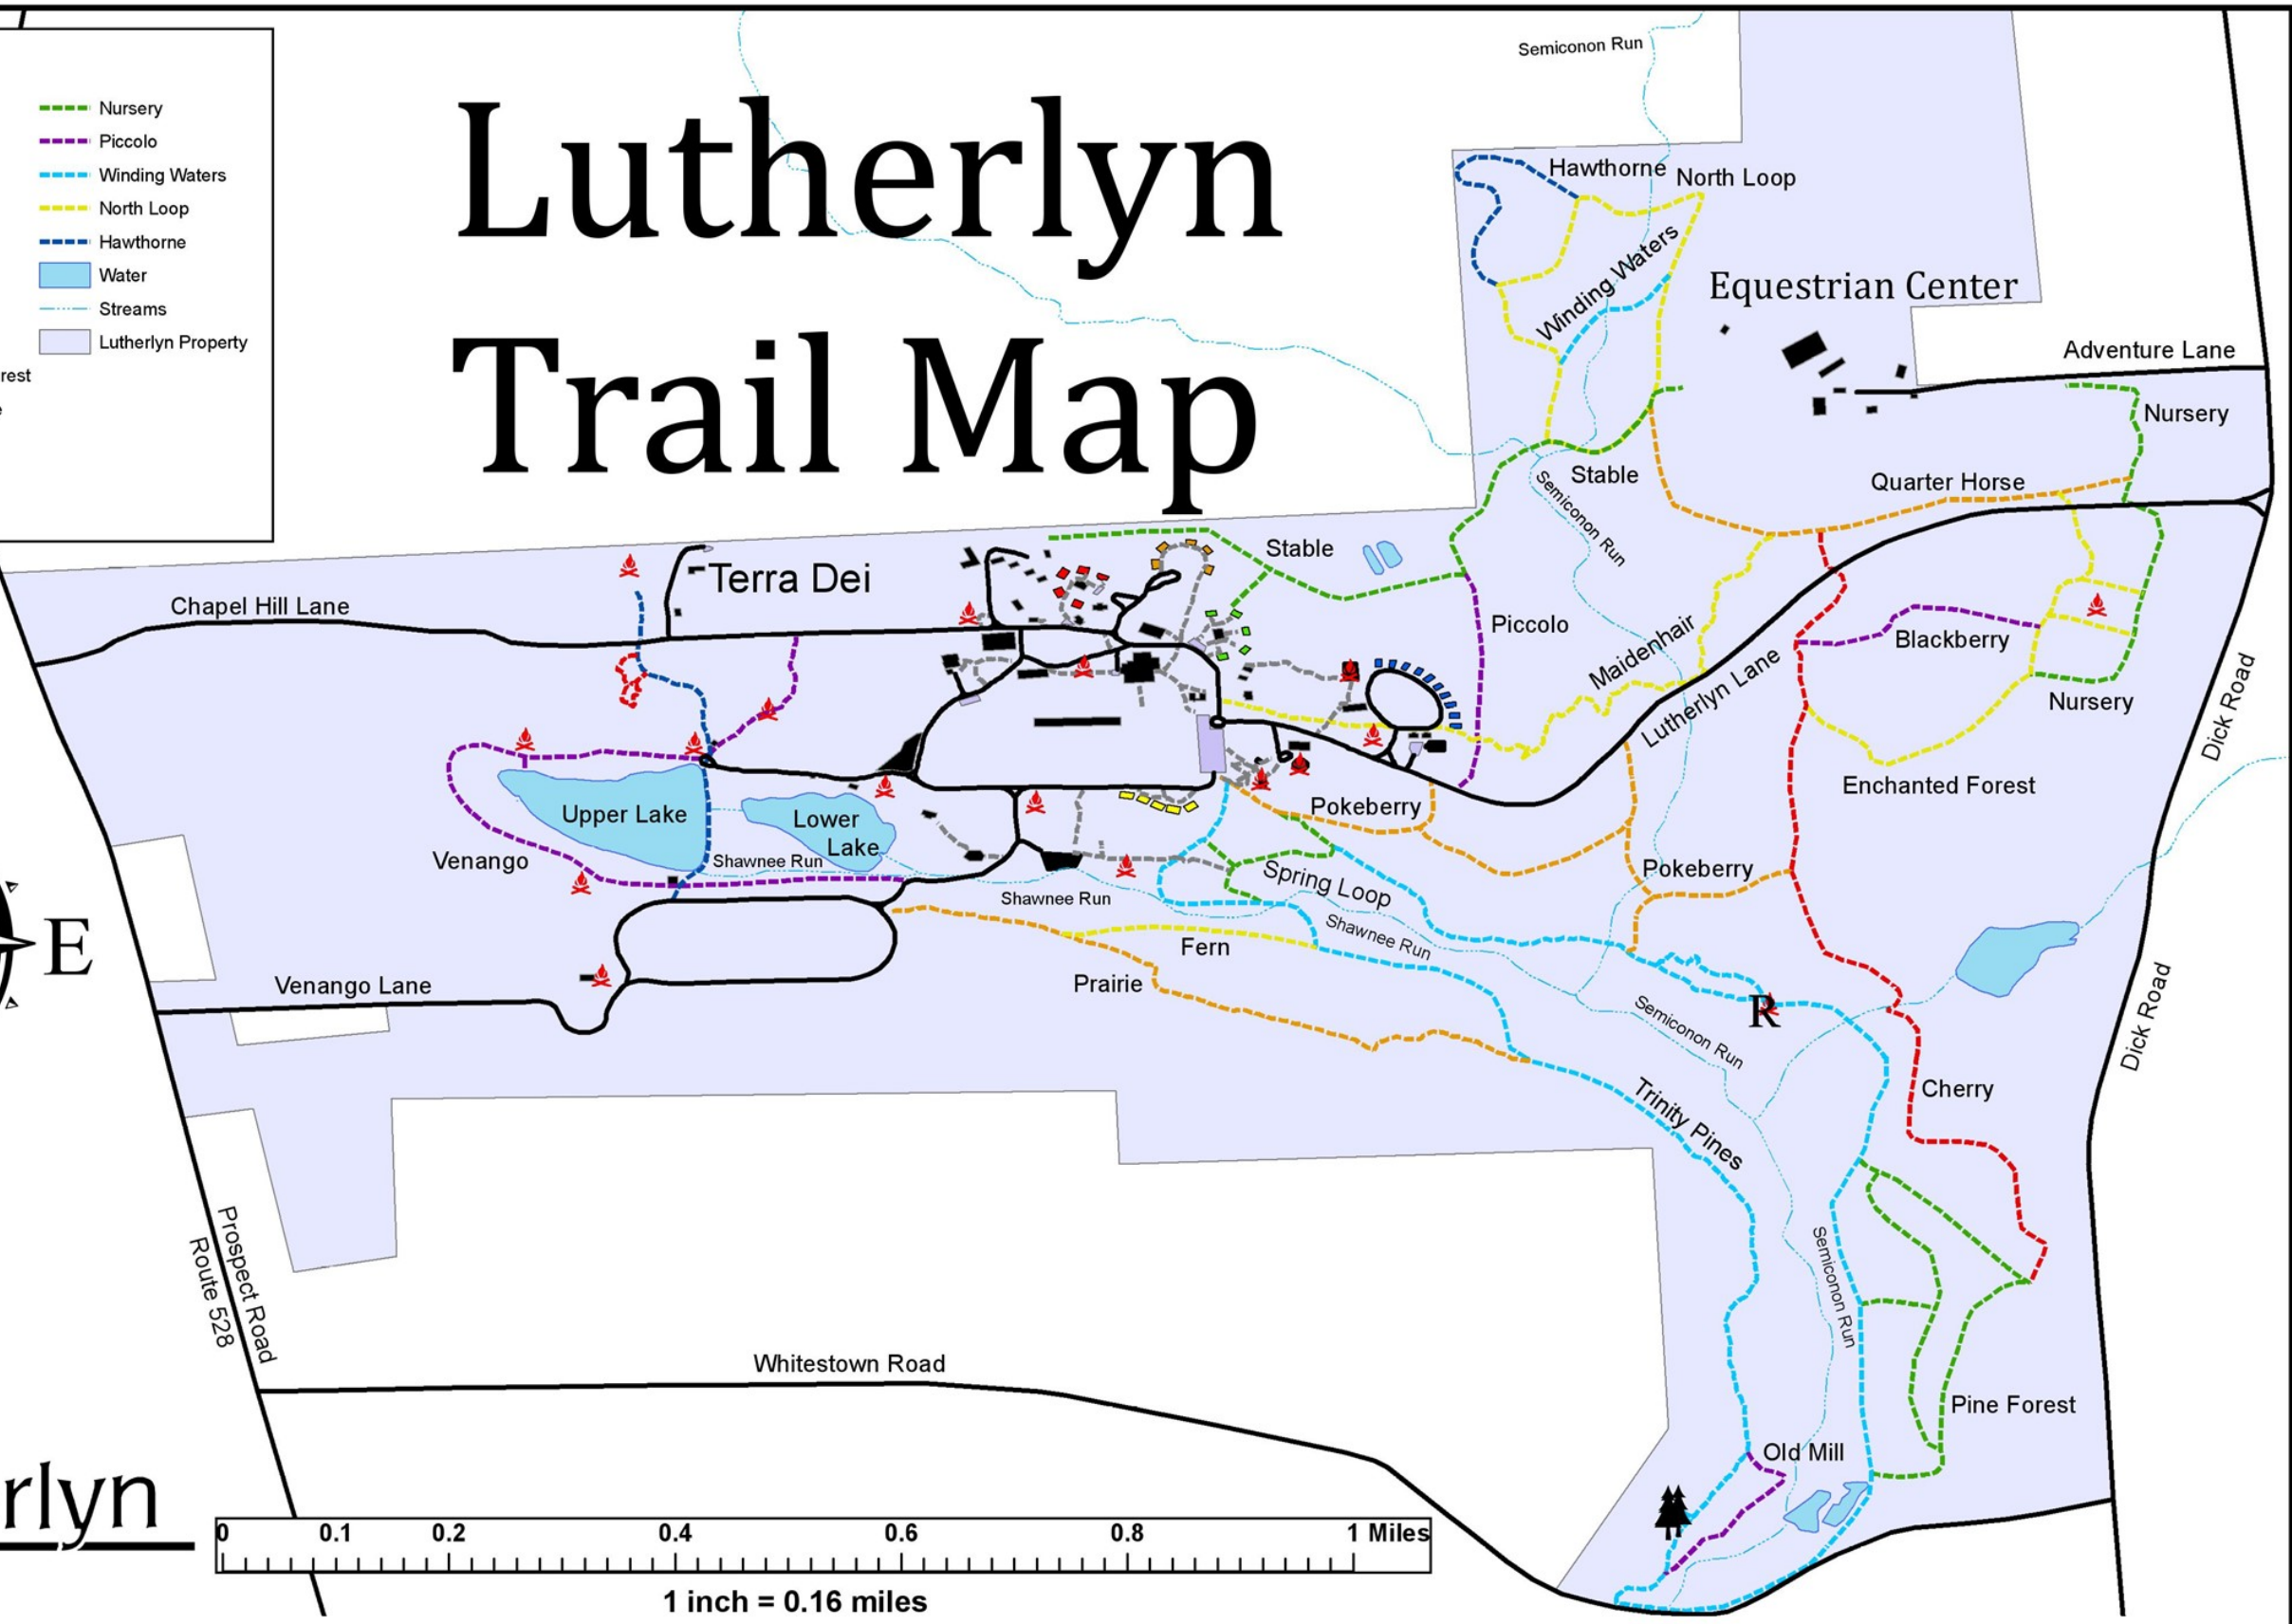 Nursery
Piccolo
Winding Waters
North Loop
Hawthorne
Water
Streams
Lutherlyn Property
rest
e
Lutherlyn
Trail Map
Semiconon Run
Hawthorne
North Loop
Winding Waters
Equestrian Center
Adventure Lane
Nursery
Stable
Quarter Horse
Semiconon Run
Stable
Terra Dei
Chapel Hill Lane
Piccolo
Maidenhair
Blackberry
Lutherlyn Lane
Nursery
Dick Road
Enchanted Forest
Upper Lake
Lower
Lake
Pokeberry
Venango
Shawnee Run
Pokeberry
Spring Loop
Shawnee Run
Shawnee Run
Fern
E
Prairie
Venango Lane
R
Semiconon Run
Dick Road
Cherry
Trinity Pines
Prospect Road
Route 528
Semiconon Run
Whitestown Road
Pine Forest
Old Mill
rlyn
0 0.1 0.2 0.4 0.6 0.8 1 Miles
1 inch = 0.16 miles